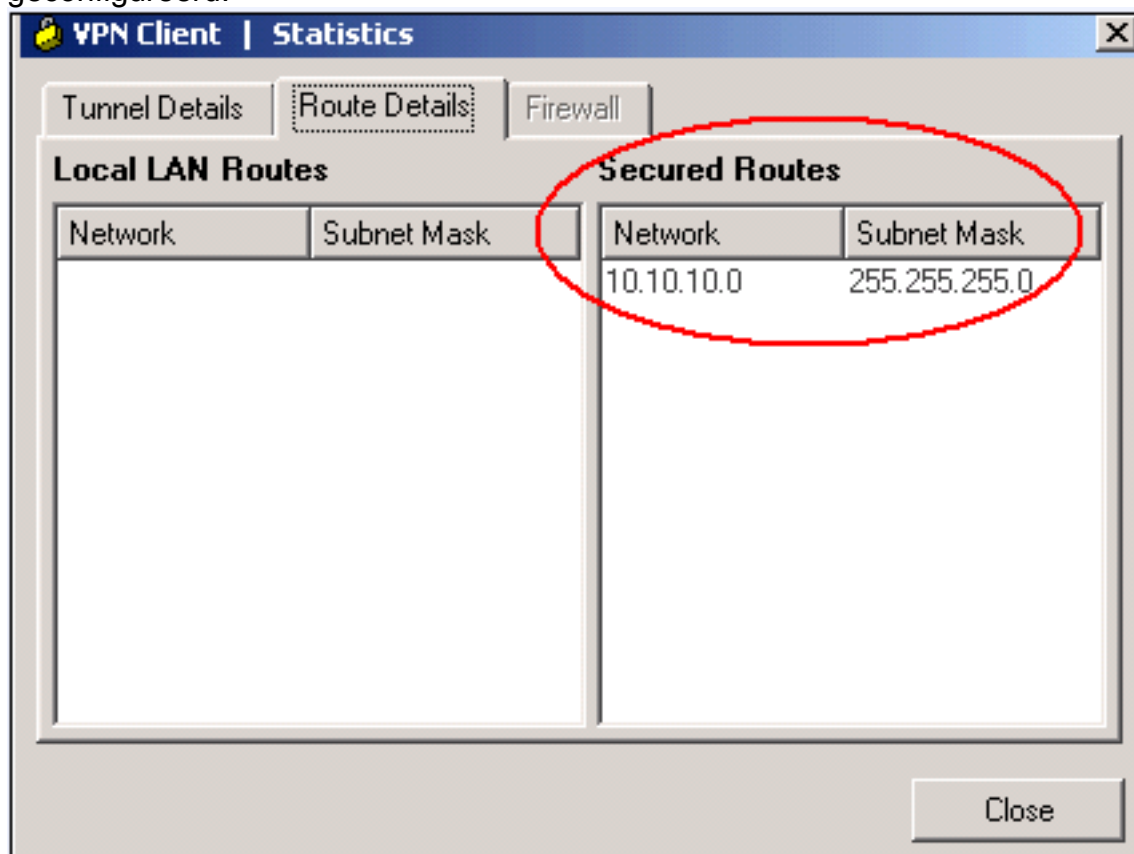 VPN Client | Statistics
Tunnel Details Route Details Firewall
Local LAN Routes Secured Routes
Network Subnet Mask Network Subnet Mask
10.10.10.0 255.255.255.0
Close